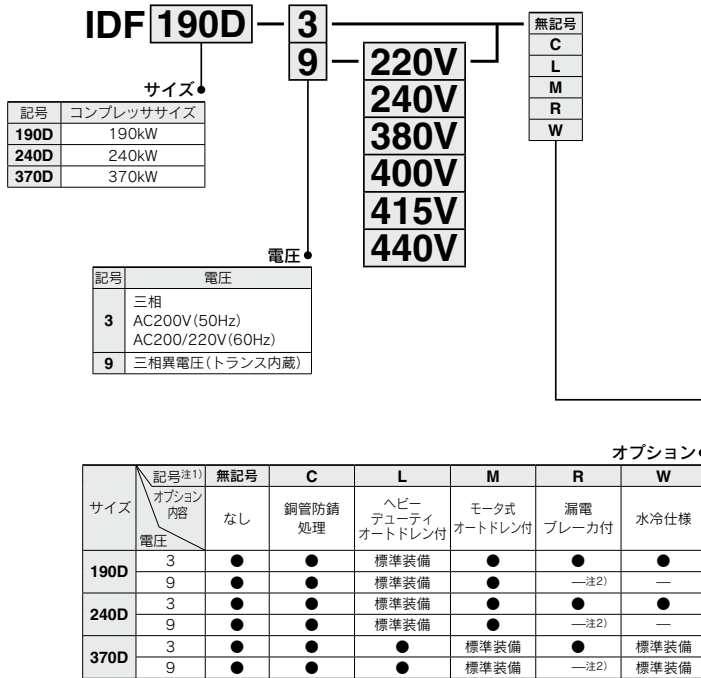 IDF 190D — 3
9 — 220V
240V
380V
400V
415V
440V
無記号
C
L
M
R
W
サイズ
記号 コンプレッササイズ
190D 190kW
240D 240kW
370D 370kW
電圧
記号 電圧
3 三相
AC200V(50Hz)
AC200/220V(60Hz)
9 三相異電圧(トランス内蔵)
オプション
サイズ 記号注1) 無記号 C L M R W
オプション内容 電圧 なし 銅管防錆処理 ヘビーデューティオートドレン付 モータ式オートドレン付 漏電ブレーカ付 水冷仕様
190D 3 ● ● 標準装備 ● ● ●
9 ● ● 標準装備 ● —注2) —
240D 3 ● ● 標準装備 ● ● ●
9 ● ● 標準装備 ● —注2) —
370D 3 ● ● ● 標準装備 ● 標準装備
9 ● ● ● 標準装備 —注2) 標準装備